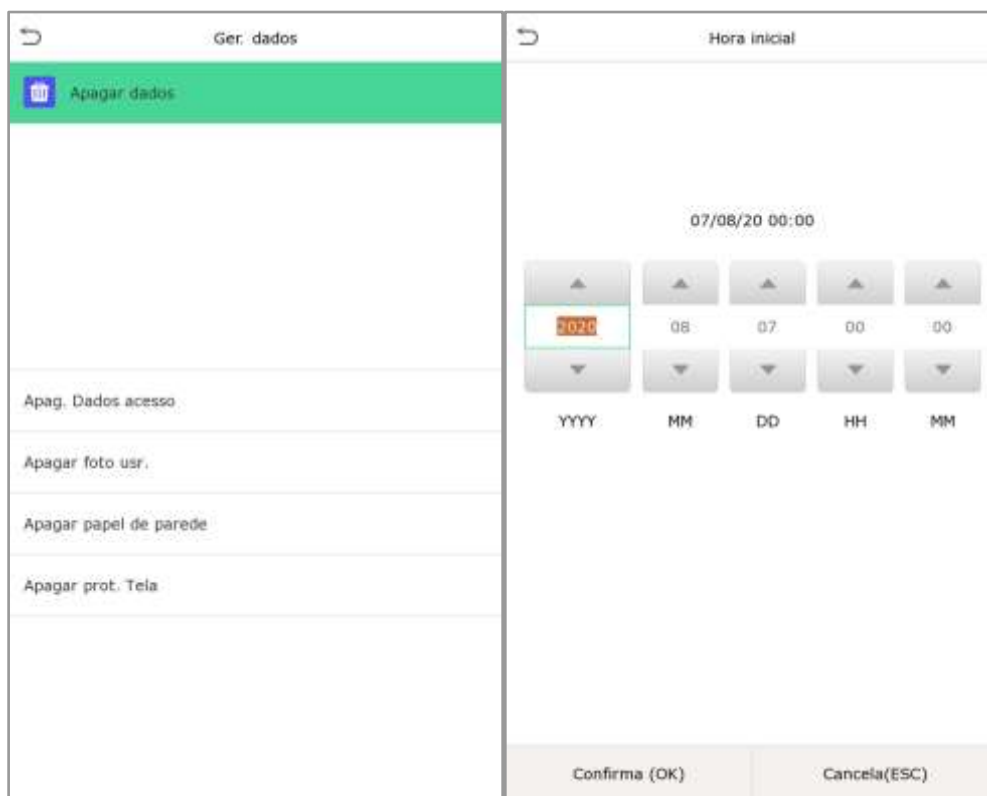 Ger. dados
Apagar dados
Apag. Dados acesso
Apagar foto usr.
Apagar papel de parede
Apagar prot. Tela
Hora inicial
07/08/20 00:00
2020 08 07 00 00
YYYY MM DD HH MM
Confirma (OK) Cancela(ESC)